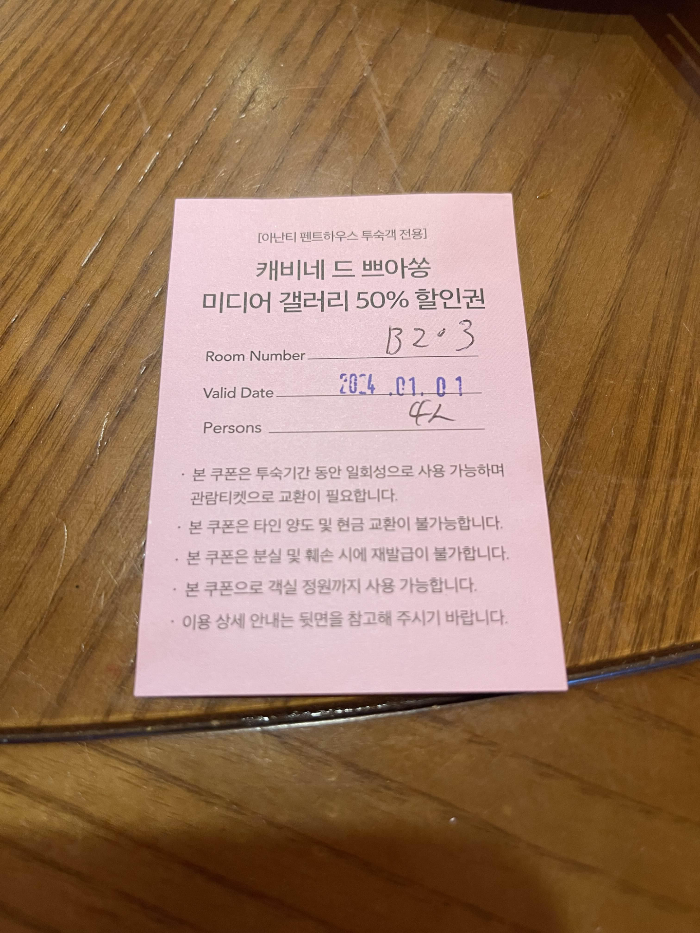 [아난티 펜트하우스 투숙객 전용]
캐비네 드 쁘아쏭
미디어 갤러리 50% 할인권
Room Number B2·3
Valid Date 2024.01.01
Persons 4人
· 본 쿠폰은 투숙기간 동안 일회성으로 사용 가능하며
관람티켓으로 교환이 필요합니다.
· 본 쿠폰은 타인 양도 및 현금 교환이 불가능합니다.
· 본 쿠폰은 분실 및 훼손 시에 재발급이 불가합니다.
· 본 쿠폰으로 객실 정원까지 사용 가능합니다.
· 이용 상세 안내는 뒷면을 참고해 주시기 바랍니다.